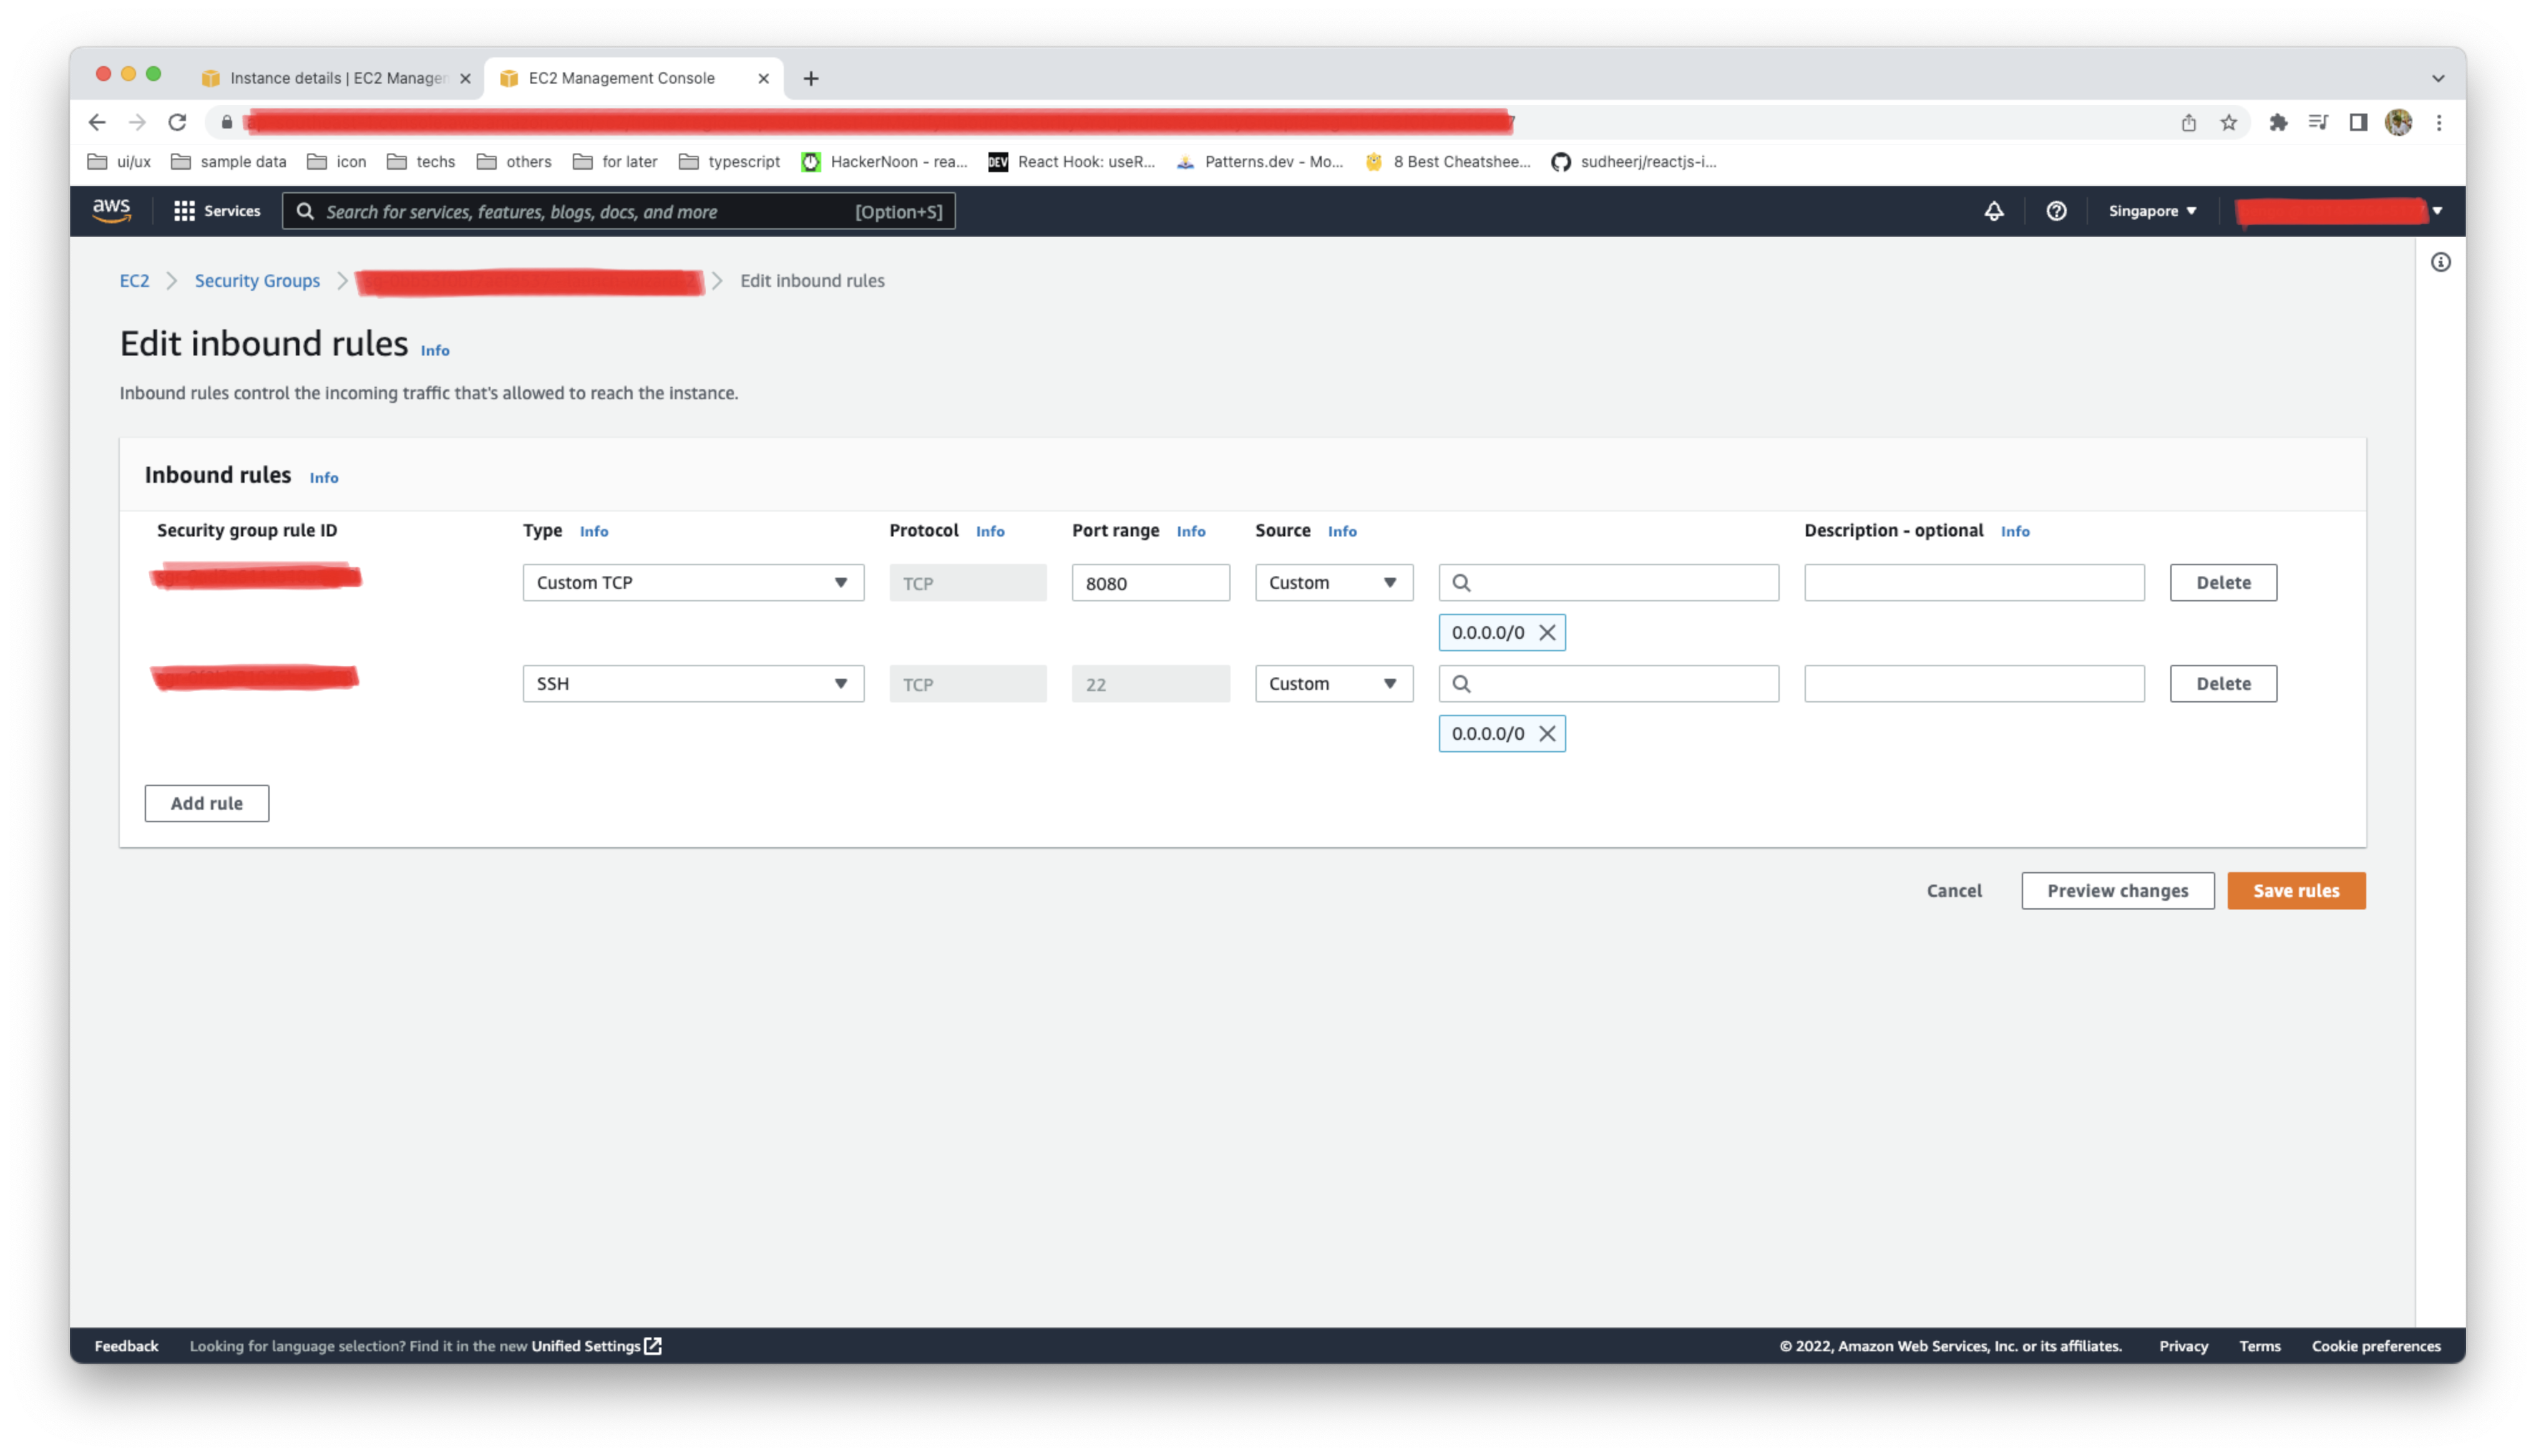 Instance details | EC2 Manager
EC2 Management Console
ui/ux
sample data
icon
techs
others
for later
typescript
HackerNoon - rea...
DEV
React Hook: useR...
Patterns.dev - Mo...
8 Best Cheatshee...
sudheerj/reactjs-i...
aws
Services
Search for services, features, blogs, docs, and more
[Option+S]
Singapore
EC2
Security Groups
Edit inbound rules
Edit inbound rules Info
Inbound rules control the incoming traffic that's allowed to reach the instance.
Inbound rules Info
Security group rule ID
Type Info
Protocol Info
Port range Info
Source Info
Description - optional Info
Custom TCP
TCP
8080
Custom
Delete
0.0.0.0/0
SSH
TCP
22
Custom
Delete
0.0.0.0/0
Add rule
Cancel
Preview changes
Save rules
Feedback
Looking for language selection? Find it in the new Unified Settings
© 2022, Amazon Web Services, Inc. or its affiliates.
Privacy
Terms
Cookie preferences